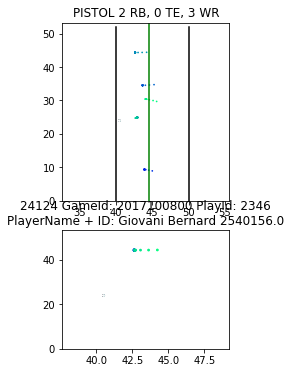 PISTOL 2 RB, 0 TE, 3 WR
50
40
30
20
10
0
35 40 45 50 55
24124 GameId: 2017100800 PlayId: 2346
PlayerName + ID: Giovani Bernard 2540156.0
40
20
0
40.0 42.5 45.0 47.5